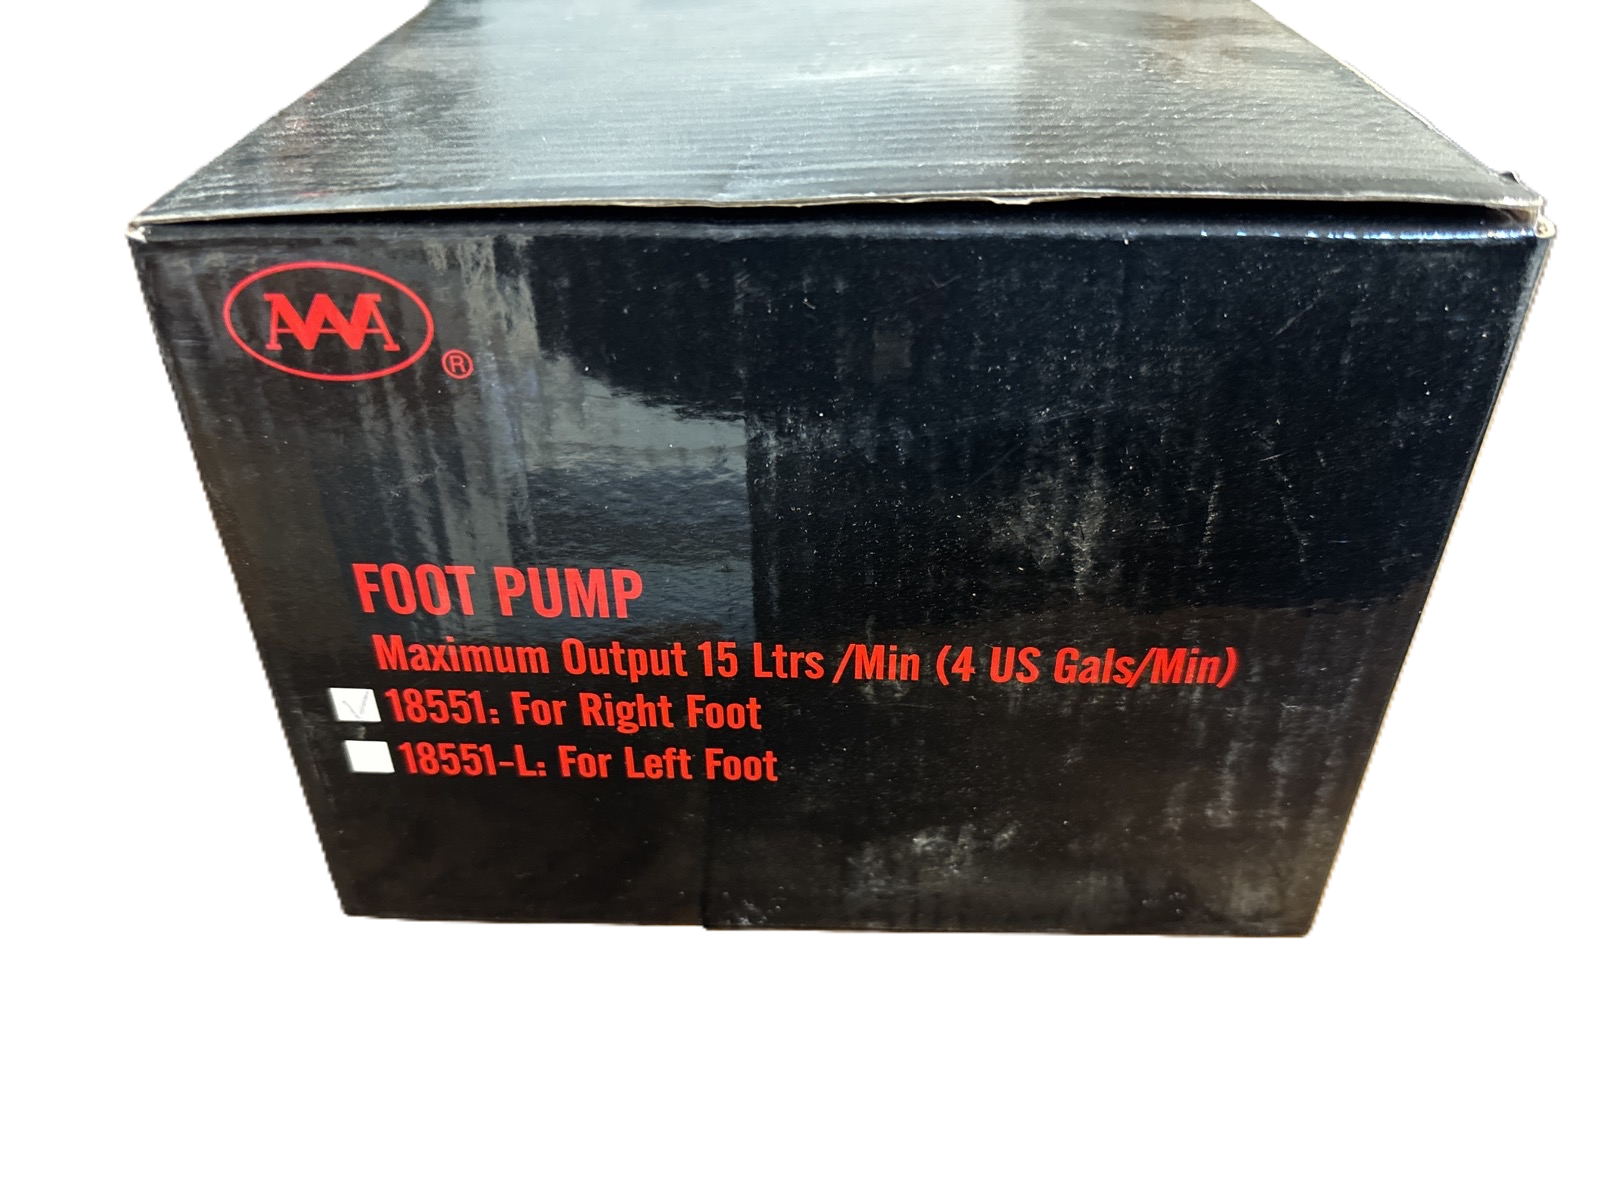 AWA ®
FOOT PUMP
Maximum Output 15 Ltrs /Min (4 US Gals/Min)
18551: For Right Foot
18551-L: For Left Foot